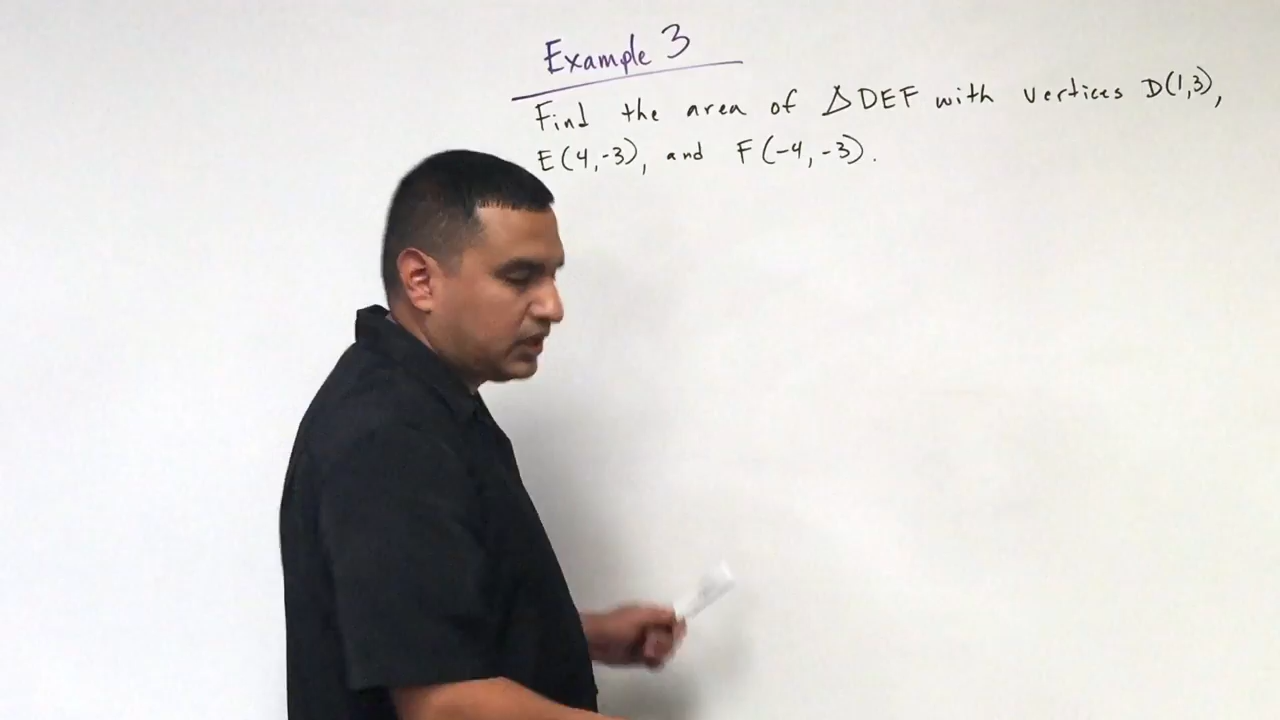 Example 3
Find the area of △DEF with vertices D(1,3),
E(4,-3), and F(-4,-3).